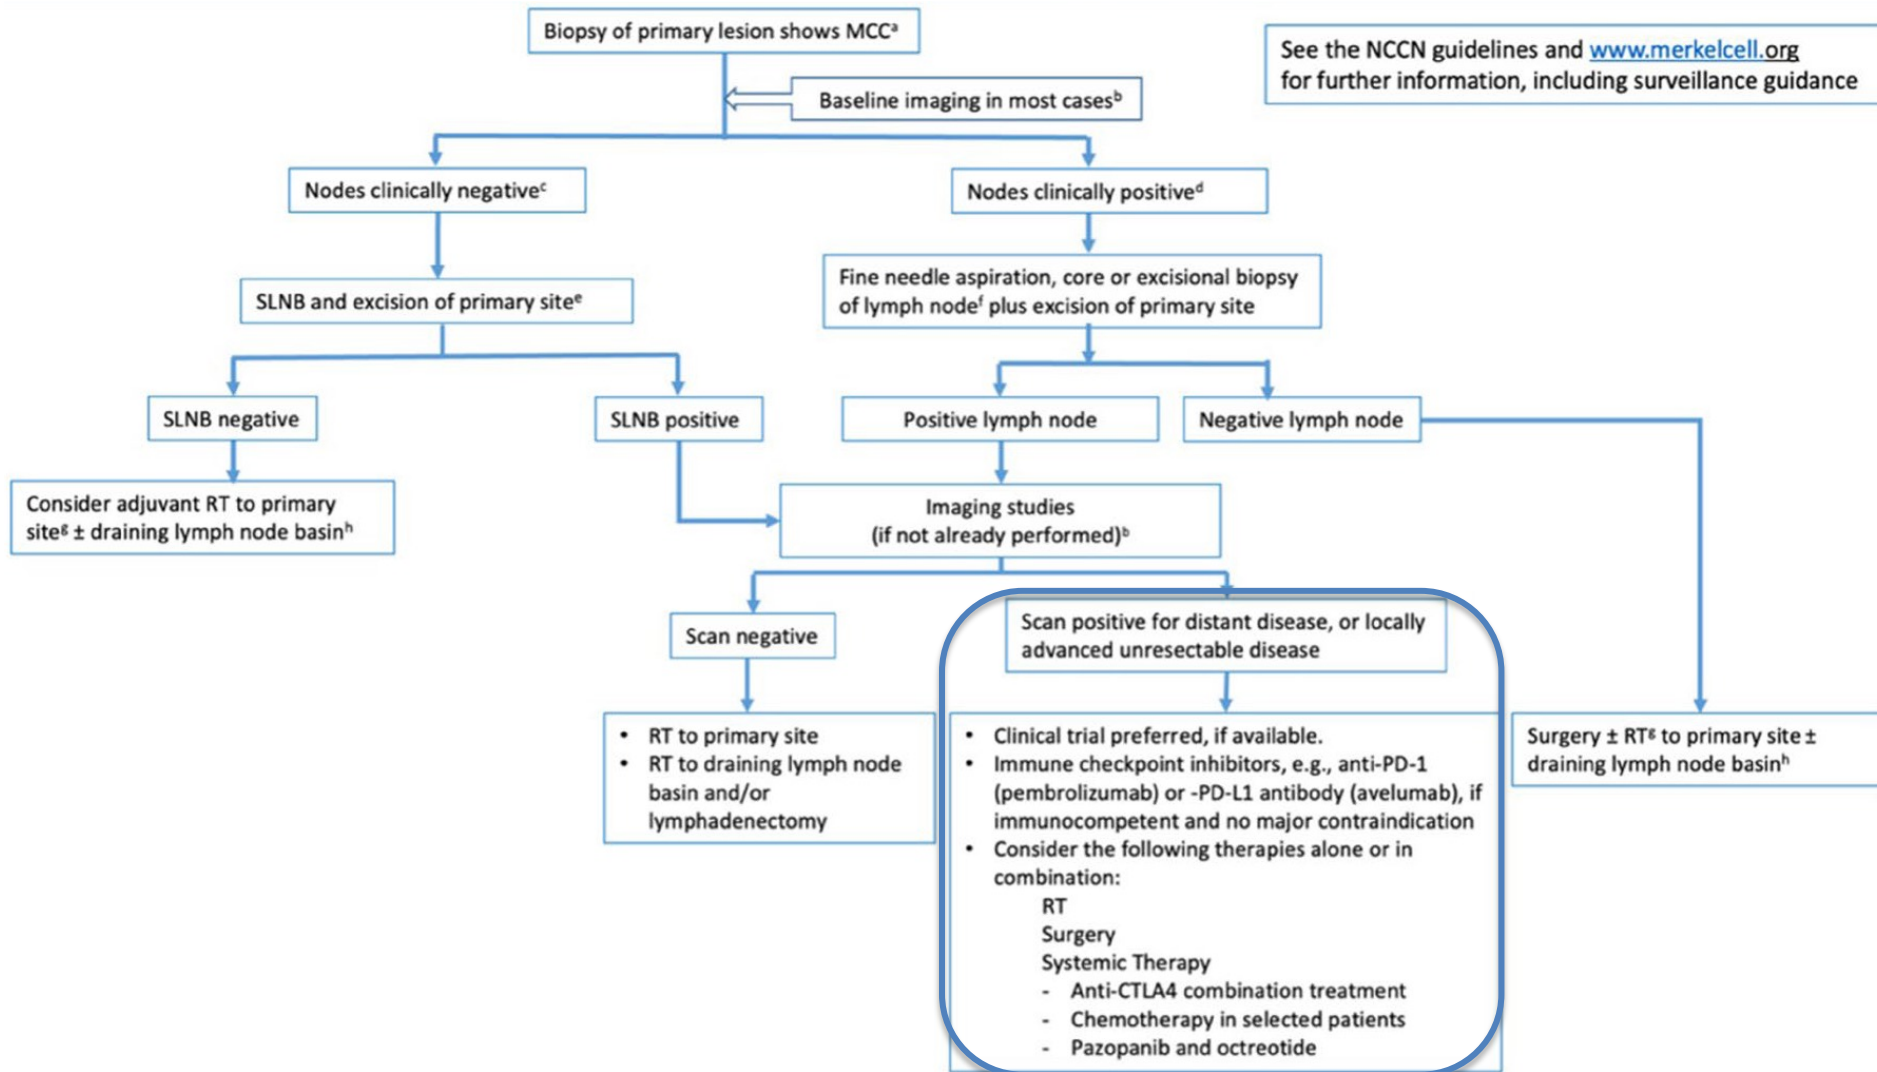 Biopsy of primary lesion shows MCCᵃ
See the NCCN guidelines and www.merkelcell.org
for further information, including surveillance guidance
Baseline imaging in most casesᵇ
Nodes clinically negativeᶜ
Nodes clinically positiveᵈ
SLNB and excision of primary siteᵉ
Fine needle aspiration, core or excisional biopsy
of lymph nodeᶠ plus excision of primary site
SLNB negative
SLNB positive
Positive lymph node
Negative lymph node
Consider adjuvant RT to primary
siteᵍ ± draining lymph node basinʰ
Imaging studies
(if not already performed)ᵇ
Scan negative
Scan positive for distant disease, or locally
advanced unresectable disease
• RT to primary site
• RT to draining lymph node
basin and/or
lymphadenectomy
• Clinical trial preferred, if available.
• Immune checkpoint inhibitors, e.g., anti-PD-1
(pembrolizumab) or -PD-L1 antibody (avelumab), if
immunocompetent and no major contraindication
• Consider the following therapies alone or in
combination:
RT
Surgery
Systemic Therapy
- Anti-CTLA4 combination treatment
- Chemotherapy in selected patients
- Pazopanib and octreotide
Surgery ± RTᵍ to primary site ±
draining lymph node basinʰ